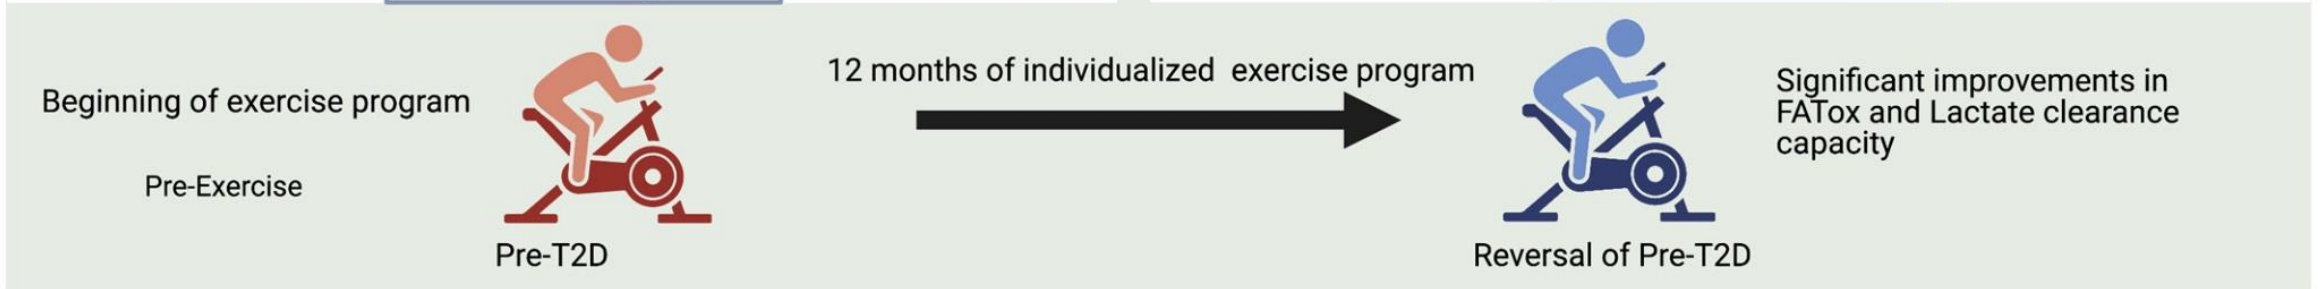 Beginning of exercise program
Pre-Exercise
Pre-T2D
12 months of individualized exercise program
Reversal of Pre-T2D
Significant improvements in
FATox and Lactate clearance
capacity